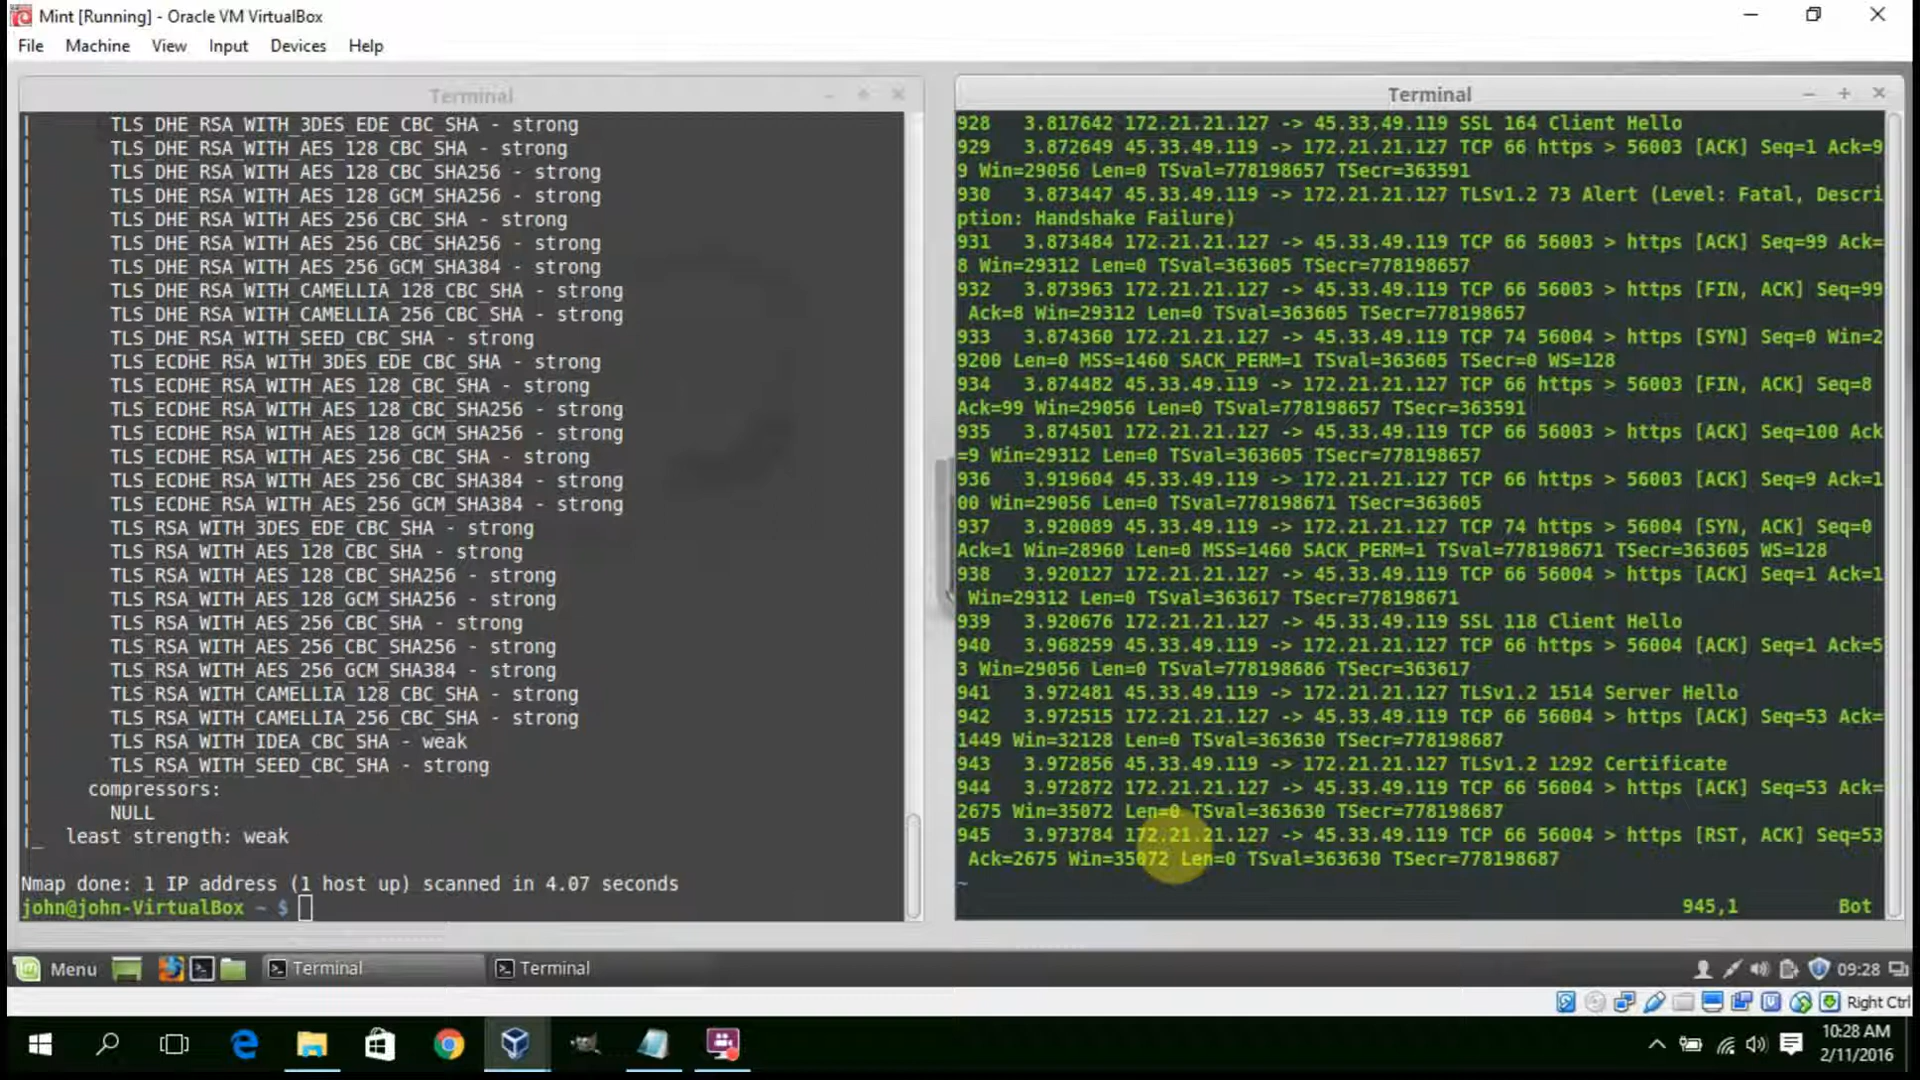 Mint [Running] - Oracle VM VirtualBox
File Machine View Input Devices Help
Terminal
TLS_DHE_RSA_WITH_3DES_EDE_CBC_SHA - strong
TLS_DHE_RSA_WITH_AES_128_CBC_SHA - strong
TLS_DHE_RSA_WITH_AES_128_CBC_SHA256 - strong
TLS_DHE_RSA_WITH_AES_128_GCM_SHA256 - strong
TLS_DHE_RSA_WITH_AES_256_CBC_SHA - strong
TLS_DHE_RSA_WITH_AES_256_CBC_SHA256 - strong
TLS_DHE_RSA_WITH_AES_256_GCM_SHA384 - strong
TLS_DHE_RSA_WITH_CAMELLIA_128_CBC_SHA - strong
TLS_DHE_RSA_WITH_CAMELLIA_256_CBC_SHA - strong
TLS_DHE_RSA_WITH_SEED_CBC_SHA - strong
TLS_ECDHE_RSA_WITH_3DES_EDE_CBC_SHA - strong
TLS_ECDHE_RSA_WITH_AES_128_CBC_SHA - strong
TLS_ECDHE_RSA_WITH_AES_128_CBC_SHA256 - strong
TLS_ECDHE_RSA_WITH_AES_128_GCM_SHA256 - strong
TLS_ECDHE_RSA_WITH_AES_256_CBC_SHA - strong
TLS_ECDHE_RSA_WITH_AES_256_CBC_SHA384 - strong
TLS_ECDHE_RSA_WITH_AES_256_GCM_SHA384 - strong
TLS_RSA_WITH_3DES_EDE_CBC_SHA - strong
TLS_RSA_WITH_AES_128_CBC_SHA - strong
TLS_RSA_WITH_AES_128_CBC_SHA256 - strong
TLS_RSA_WITH_AES_128_GCM_SHA256 - strong
TLS_RSA_WITH_AES_256_CBC_SHA - strong
TLS_RSA_WITH_AES_256_CBC_SHA256 - strong
TLS_RSA_WITH_AES_256_GCM_SHA384 - strong
TLS_RSA_WITH_CAMELLIA_128_CBC_SHA - strong
TLS_RSA_WITH_CAMELLIA_256_CBC_SHA - strong
TLS_RSA_WITH_IDEA_CBC_SHA - weak
TLS_RSA_WITH_SEED_CBC_SHA - strong
compressors:
NULL
|_ least strength: weak
Nmap done: 1 IP address (1 host up) scanned in 4.07 seconds
john@john-VirtualBox ~ $
Terminal
928 3.817642 172.21.21.127 -> 45.33.49.119 SSL 164 Client Hello
929 3.872649 45.33.49.119 -> 172.21.21.127 TCP 66 https > 56003 [ACK] Seq=1 Ack=9
9 Win=29056 Len=0 TSval=778198657 TSecr=363591
930 3.873447 45.33.49.119 -> 172.21.21.127 TLSv1.2 73 Alert (Level: Fatal, Descri
ption: Handshake Failure)
931 3.873484 172.21.21.127 -> 45.33.49.119 TCP 66 56003 > https [ACK] Seq=99 Ack=
8 Win=29312 Len=0 TSval=363605 TSecr=778198657
932 3.873963 172.21.21.127 -> 45.33.49.119 TCP 66 56003 > https [FIN, ACK] Seq=99
Ack=8 Win=29312 Len=0 TSval=363605 TSecr=778198657
933 3.874360 172.21.21.127 -> 45.33.49.119 TCP 74 56004 > https [SYN] Seq=0 Win=2
9200 Len=0 MSS=1460 SACK_PERM=1 TSval=363605 TSecr=0 WS=128
934 3.874482 45.33.49.119 -> 172.21.21.127 TCP 66 https > 56003 [FIN, ACK] Seq=8
Ack=99 Win=29056 Len=0 TSval=778198657 TSecr=363591
935 3.874501 172.21.21.127 -> 45.33.49.119 TCP 66 56003 > https [ACK] Seq=100 Ack
=9 Win=29312 Len=0 TSval=363605 TSecr=778198657
936 3.919604 45.33.49.119 -> 172.21.21.127 TCP 66 https > 56003 [ACK] Seq=9 Ack=1
00 Win=29056 Len=0 TSval=778198671 TSecr=363605
937 3.920089 45.33.49.119 -> 172.21.21.127 TCP 74 https > 56004 [SYN, ACK] Seq=0
Ack=1 Win=28960 Len=0 MSS=1460 SACK_PERM=1 TSval=778198671 TSecr=363605 WS=128
938 3.920127 172.21.21.127 -> 45.33.49.119 TCP 66 56004 > https [ACK] Seq=1 Ack=1
Win=29312 Len=0 TSval=363617 TSecr=778198671
939 3.920676 172.21.21.127 -> 45.33.49.119 SSL 118 Client Hello
940 3.968259 45.33.49.119 -> 172.21.21.127 TCP 66 https > 56004 [ACK] Seq=1 Ack=5
3 Win=29056 Len=0 TSval=778198686 TSecr=363617
941 3.972481 45.33.49.119 -> 172.21.21.127 TLSv1.2 1514 Server Hello
942 3.972515 172.21.21.127 -> 45.33.49.119 TCP 66 56004 > https [ACK] Seq=53 Ack=
1449 Win=32128 Len=0 TSval=363630 TSecr=778198687
943 3.972856 45.33.49.119 -> 172.21.21.127 TLSv1.2 1292 Certificate
944 3.972872 172.21.21.127 -> 45.33.49.119 TCP 66 56004 > https [ACK] Seq=53 Ack=
2675 Win=35072 Len=0 TSval=363630 TSecr=778198687
945 3.973784 172.21.21.127 -> 45.33.49.119 TCP 66 56004 > https [RST, ACK] Seq=53
Ack=2675 Win=35072 Len=0 TSval=363630 TSecr=778198687
~
945,1 Bot
Menu Terminal Terminal 09:28
Right Ctrl
10:28 AM
2/11/2016